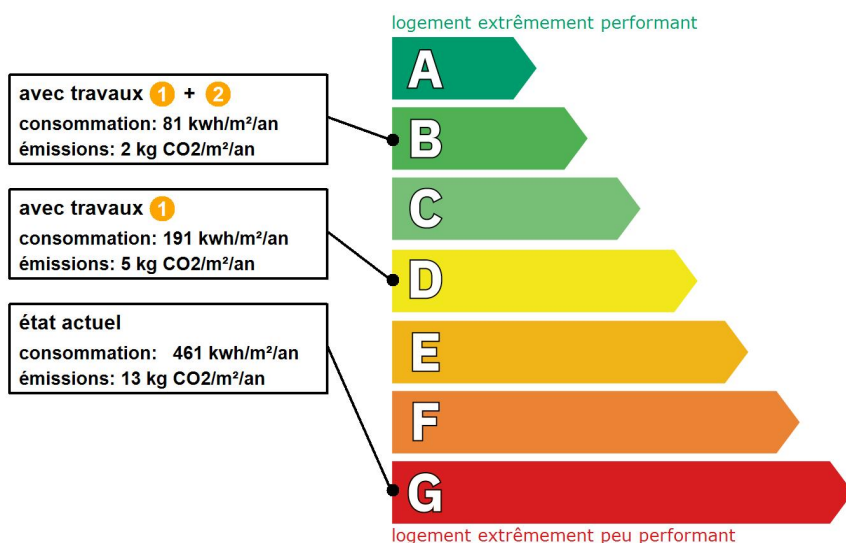 logement extrêmement performant
A
avec travaux 1 + 2
consommation: 81 kwh/m²/an
émissions: 2 kg CO2/m²/an
B
avec travaux 1
consommation: 191 kwh/m²/an
émissions: 5 kg CO2/m²/an
C
D
état actuel
consommation: 461 kwh/m²/an
émissions: 13 kg CO2/m²/an
E
F
G
logement extrêmement peu performant